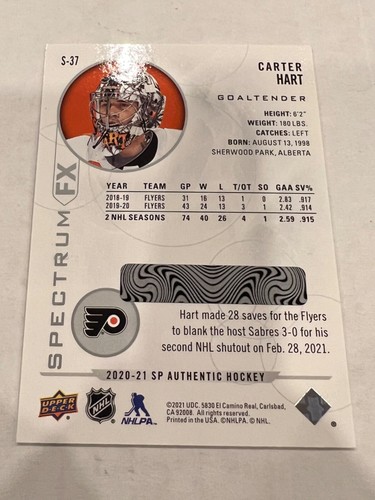 S-37
CARTER
HART
GOALTENDER
HEIGHT: 6'2"
WEIGHT: 180 LBS.
CATCHES: LEFT
BORN: AUGUST 13, 1998
SHERWOOD PARK, ALBERTA
YEAR TEAM GP W L T/OT SO GAA SV%
2018-19 FLYERS 31 16 13 1 0 2.83 .917
2019-20 FLYERS 43 24 13 3 1 2.42 .914
2 NHL SEASONS 74 40 26 4 1 2.59 .915
SPECTRUM FX
Hart made 28 saves for the Flyers
to blank the host Sabres 3-0 for his
second NHL shutout on Feb. 28, 2021.
2020-21 SP AUTHENTIC HOCKEY
UPPER
DECK
NHL
NHLPA
©2021 UDC. 5830 El Camino Real, Carlsbad,
CA 92008. All rights reserved.
Printed in the USA. ©NHLPA. © NHL.